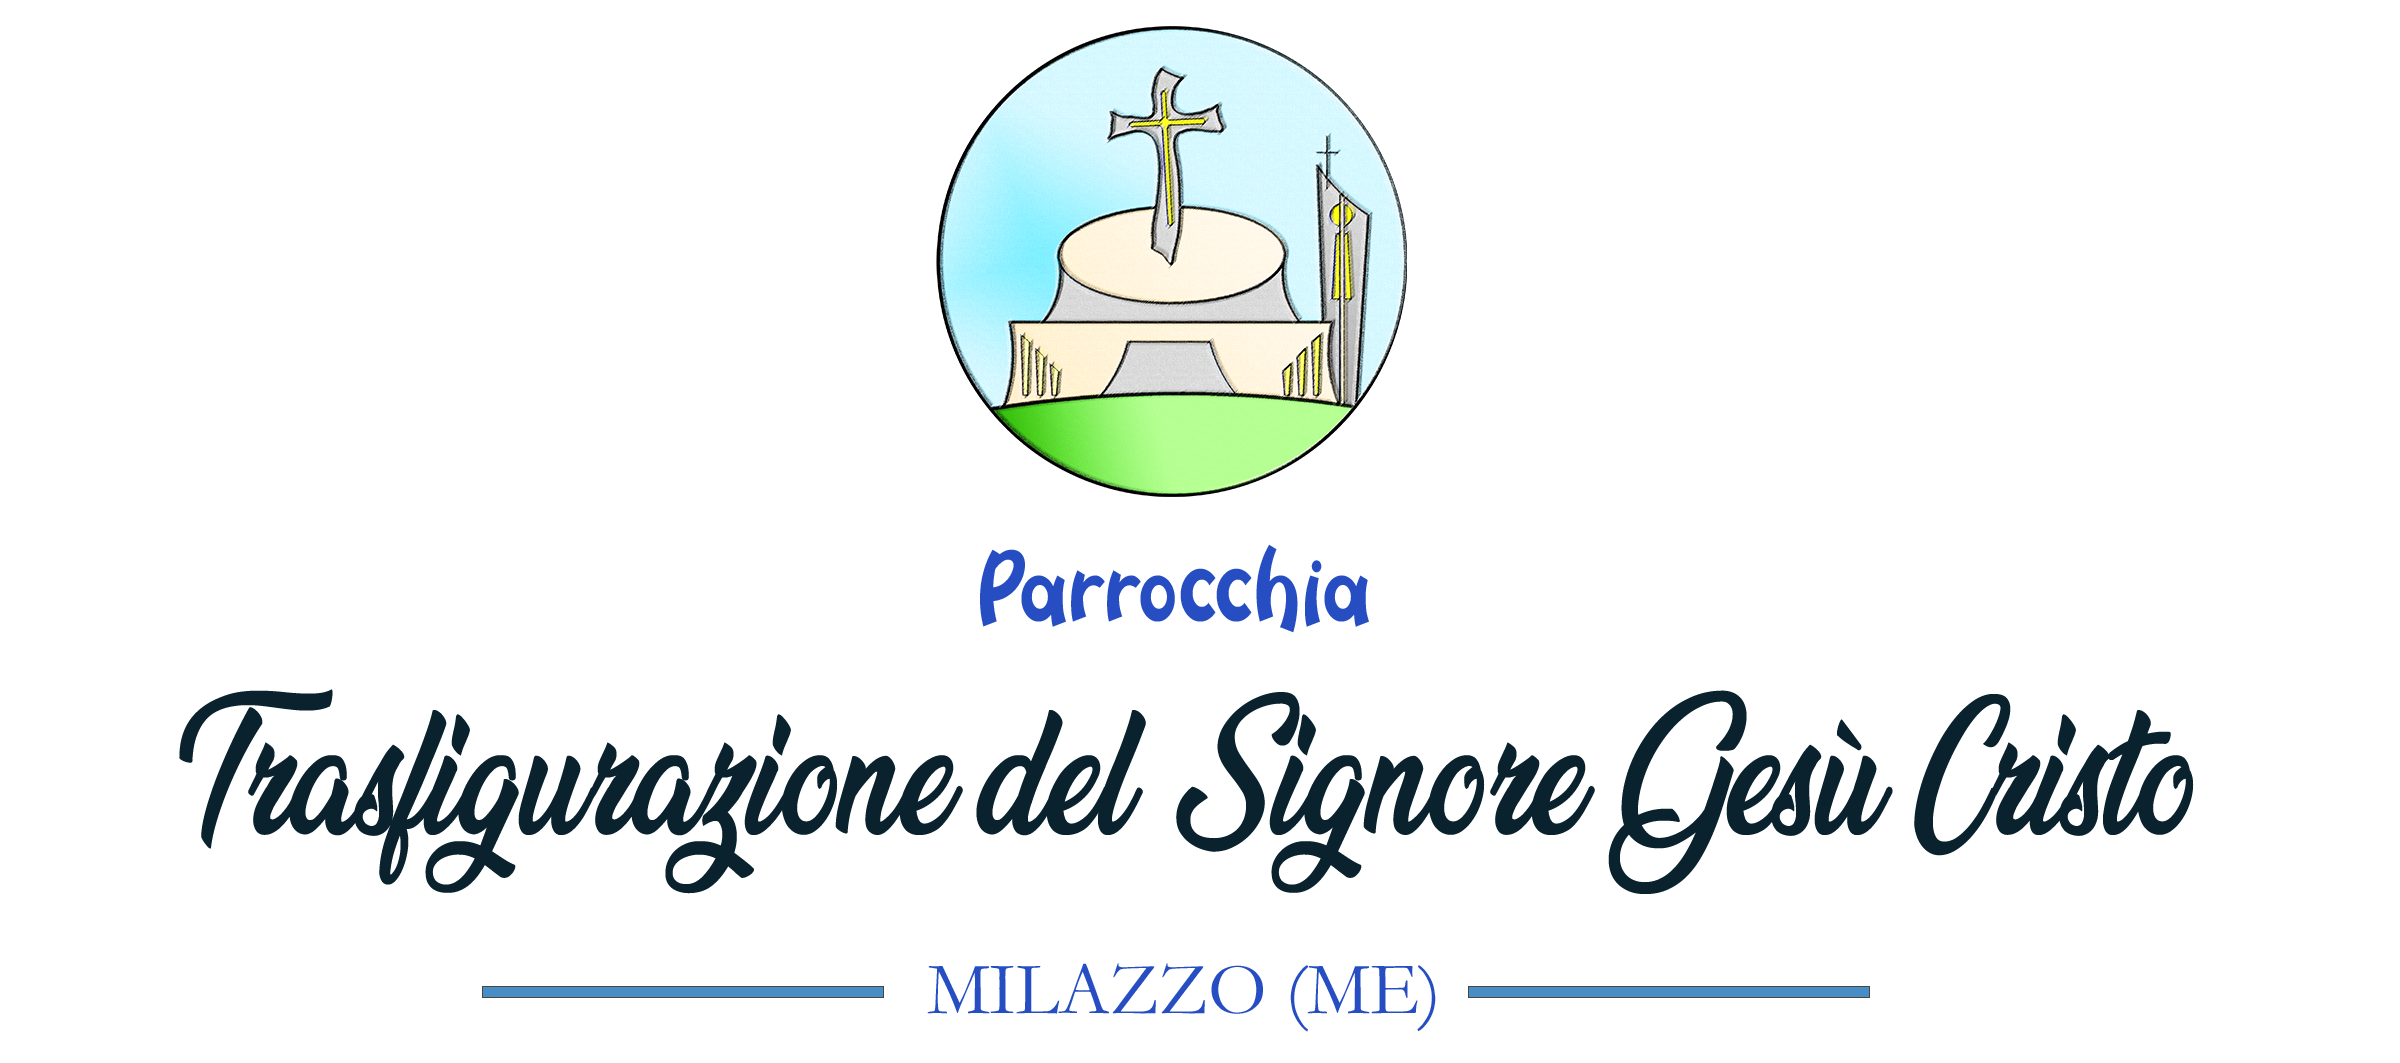 Parrocchia
Trasfigurazione del Signore Gesù Cristo
MILAZZO (ME)